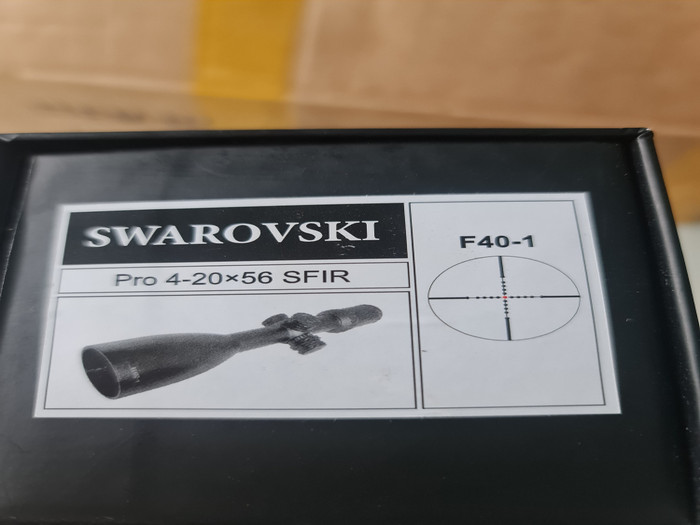 SWAROVSKI
Pro 4-20×56 SFIR
F40-1